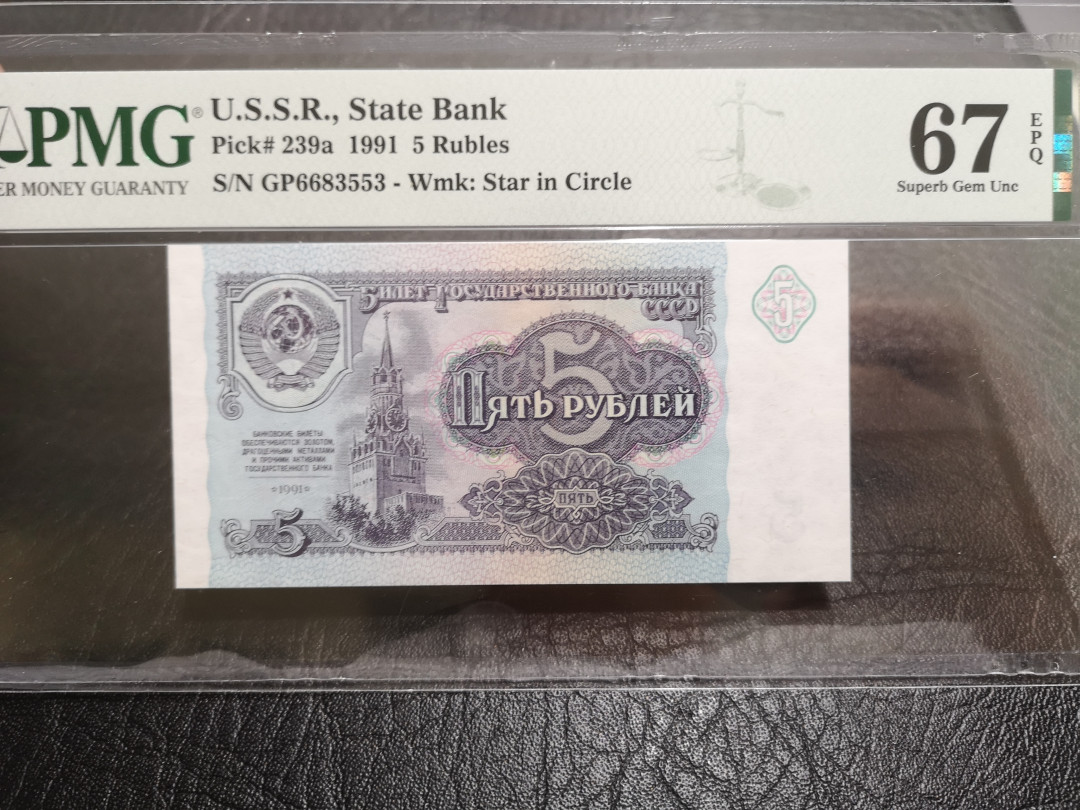 PMG®
ER MONEY GUARANTY
U.S.S.R., State Bank
Pick# 239a 1991 5 Rubles
S/N GP6683553 - Wmk: Star in Circle
67
EPQ
Superb Gem Unc
БИЛЕТ ГОСУДАРСТВЕННОГО БАНКА
СССР
5
5
ПЯТЬ РУБЛЕЙ
БАНКОВСКИЕ БИЛЕТЫ
ОБЕСПЕЧИВАЮТСЯ ЗОЛОТОМ,
ДРАГОЦЕННЫМИ МЕТАЛЛАМИ
И ПРОЧИМИ АКТИВАМИ
ГОСУДАРСТВЕННОГО БАНКА
*1991*
ПЯТЬ
5